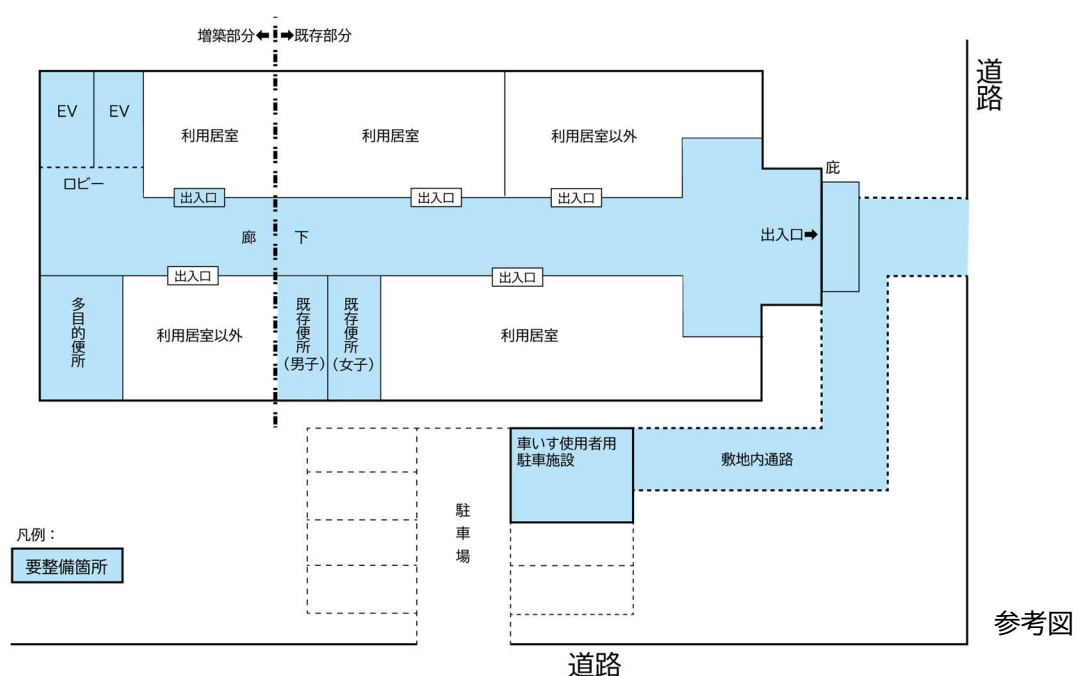 増築部分←→既存部分
道路
EV
EV
利用居室
利用居室
利用居室以外
ロビー
出入口
出入口
出入口
庇
廊下
出入口➡
出入口
出入口
多目的便所
利用居室以外
既存便所(男子)
既存便所(女子)
利用居室
車いす使用者用
駐車施設
敷地内通路
駐車場
凡例：
要整備箇所
参考図
道路